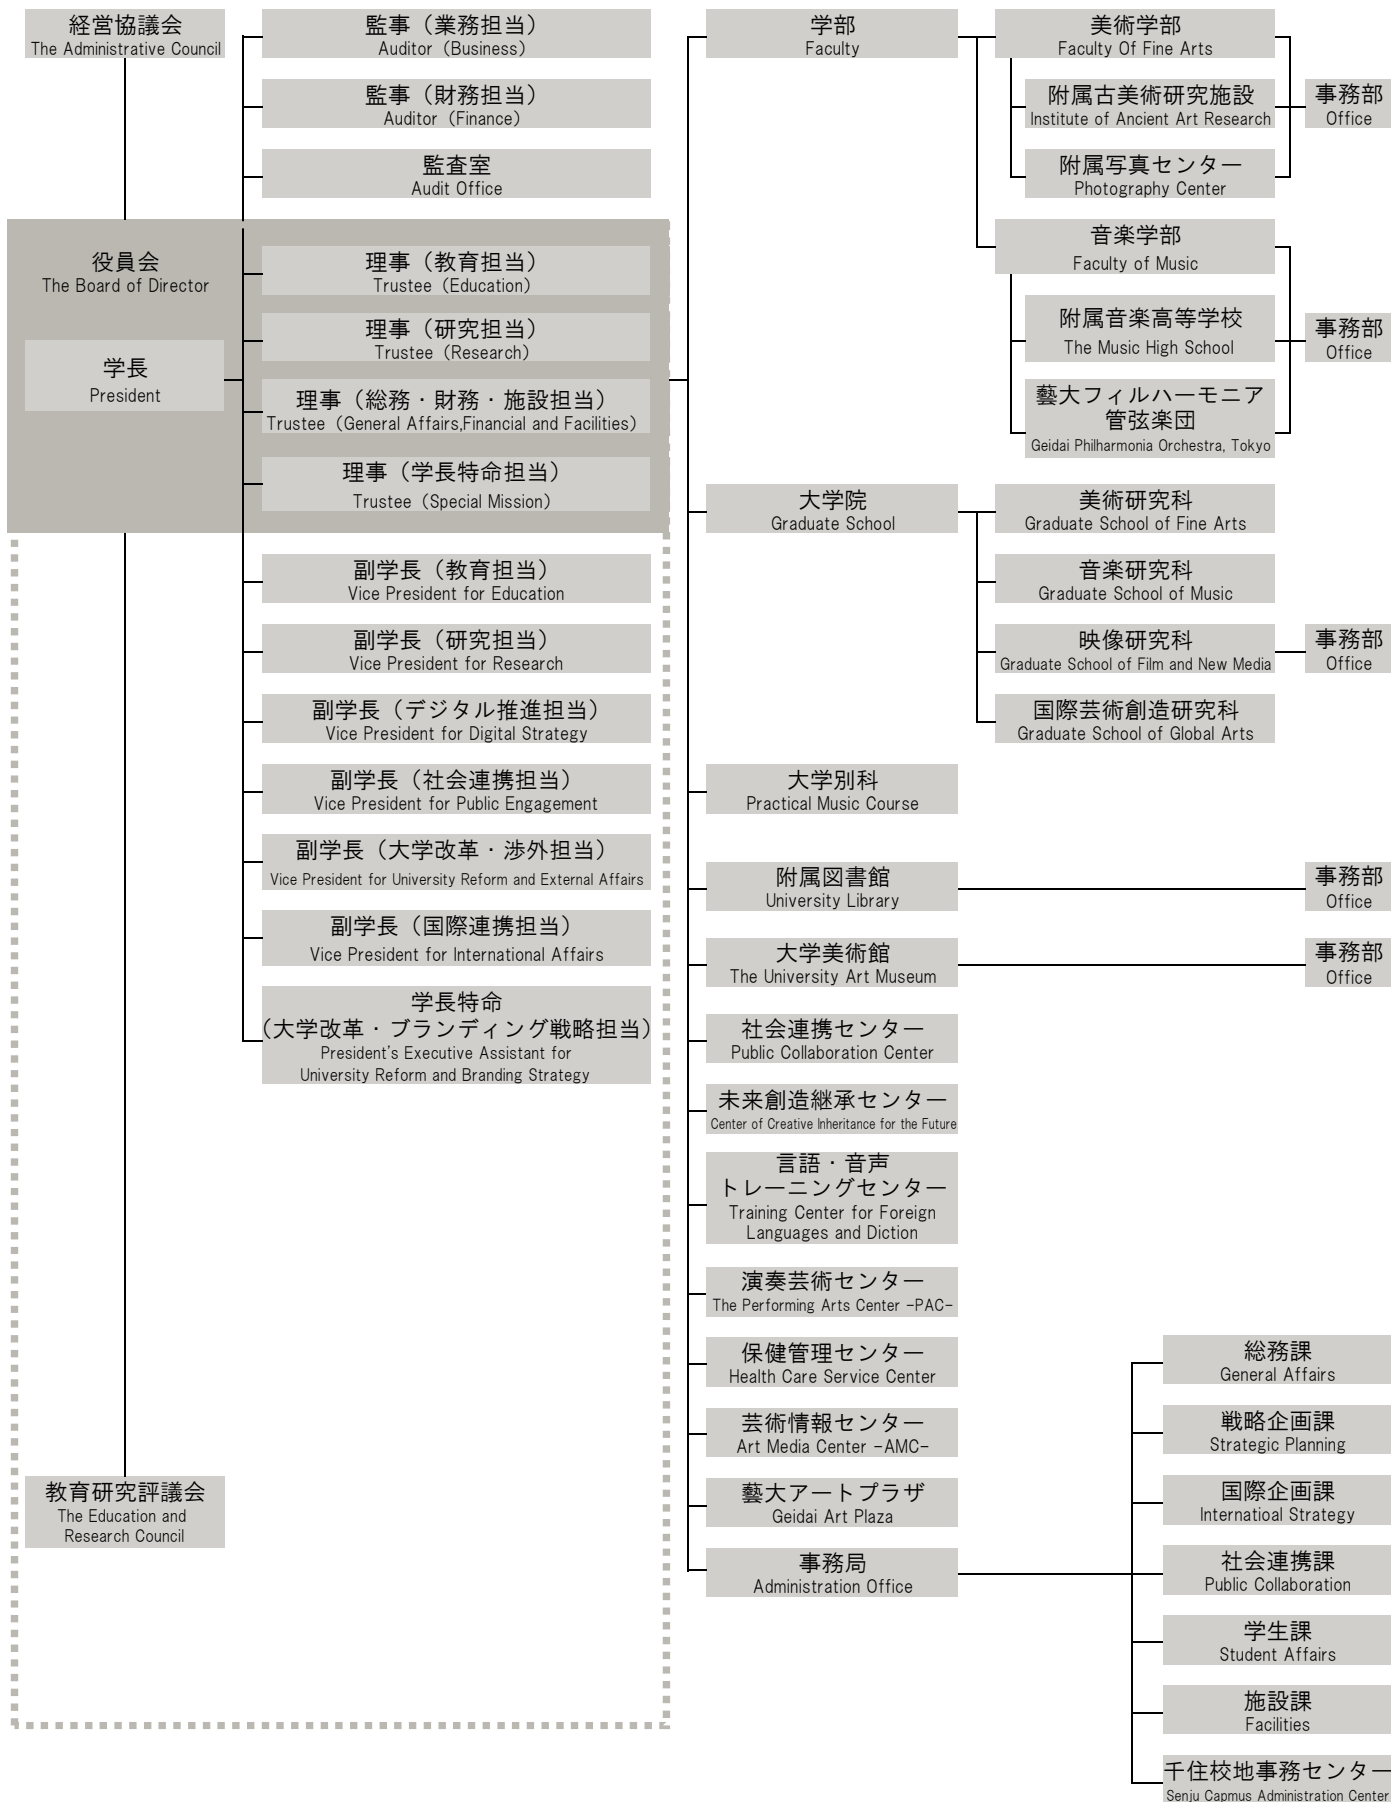 経営協議会
The Administrative Council
役員会
The Board of Director
学長
President
教育研究評議会
The Education and
Research Council
監事（業務担当）
Auditor (Business)
監事（財務担当）
Auditor (Finance)
監査室
Audit Office
理事（教育担当）
Trustee (Education)
理事（研究担当）
Trustee (Research)
理事（総務・財務・施設担当）
Trustee (General Affairs,Financial and Facilities)
理事（学長特命担当）
Trustee (Special Mission)
副学長（教育担当）
Vice President for Education
副学長（研究担当）
Vice President for Research
副学長（デジタル推進担当）
Vice President for Digital Strategy
副学長（社会連携担当）
Vice President for Public Engagement
副学長（大学改革・渉外担当）
Vice President for University Reform and External Affairs
副学長（国際連携担当）
Vice President for International Affairs
学長特命
（大学改革・ブランディング戦略担当）
President's Executive Assistant for
University Reform and Branding Strategy
学部
Faculty
美術学部
Faculty Of Fine Arts
附属古美術研究施設
Institute of Ancient Art Research
附属写真センター
Photography Center
事務部
Office
音楽学部
Faculty of Music
附属音楽高等学校
The Music High School
藝大フィルハーモニア
管弦楽団
Geidai Philharmonia Orchestra, Tokyo
事務部
Office
大学院
Graduate School
美術研究科
Graduate School of Fine Arts
音楽研究科
Graduate School of Music
映像研究科
Graduate School of Film and New Media
事務部
Office
国際芸術創造研究科
Graduate School of Global Arts
大学別科
Practical Music Course
附属図書館
University Library
事務部
Office
大学美術館
The University Art Museum
事務部
Office
社会連携センター
Public Collaboration Center
未来創造継承センター
Center of Creative Inheritance for the Future
言語・音声
トレーニングセンター
Training Center for Foreign
Languages and Diction
演奏芸術センター
The Performing Arts Center -PAC-
保健管理センター
Health Care Service Center
芸術情報センター
Art Media Center -AMC-
藝大アートプラザ
Geidai Art Plaza
事務局
Administration Office
総務課
General Affairs
戦略企画課
Strategic Planning
国際企画課
Internatioal Strategy
社会連携課
Public Collaboration
学生課
Student Affairs
施設課
Facilities
千住校地事務センター
Senju Capmus Administration Center